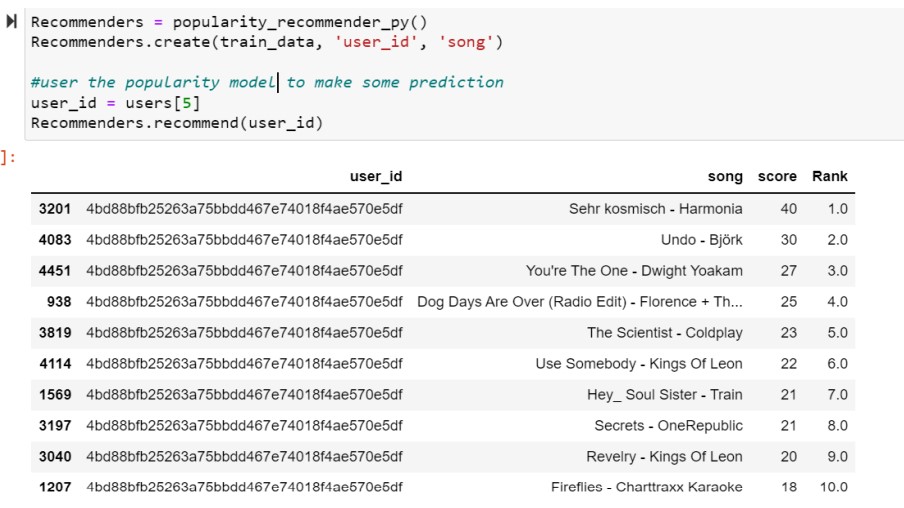 Recommenders = popularity_recommender_py()
Recommenders.create(train_data, 'user_id', 'song')
#user the popularity model to make some prediction
user_id = users[5]
Recommenders.recommend(user_id)
]:
user_id song score Rank
3201 4bd88bfb25263a75bbdd467e74018f4ae570e5df Sehr kosmisch - Harmonia 40 1.0
4083 4bd88bfb25263a75bbdd467e74018f4ae570e5df Undo - Björk 30 2.0
4451 4bd88bfb25263a75bbdd467e74018f4ae570e5df You're The One - Dwight Yoakam 27 3.0
938 4bd88bfb25263a75bbdd467e74018f4ae570e5df Dog Days Are Over (Radio Edit) - Florence + Th... 25 4.0
3819 4bd88bfb25263a75bbdd467e74018f4ae570e5df The Scientist - Coldplay 23 5.0
4114 4bd88bfb25263a75bbdd467e74018f4ae570e5df Use Somebody - Kings Of Leon 22 6.0
1569 4bd88bfb25263a75bbdd467e74018f4ae570e5df Hey_ Soul Sister - Train 21 7.0
3197 4bd88bfb25263a75bbdd467e74018f4ae570e5df Secrets - OneRepublic 21 8.0
3040 4bd88bfb25263a75bbdd467e74018f4ae570e5df Revelry - Kings Of Leon 20 9.0
1207 4bd88bfb25263a75bbdd467e74018f4ae570e5df Fireflies - Charttraxx Karaoke 18 10.0